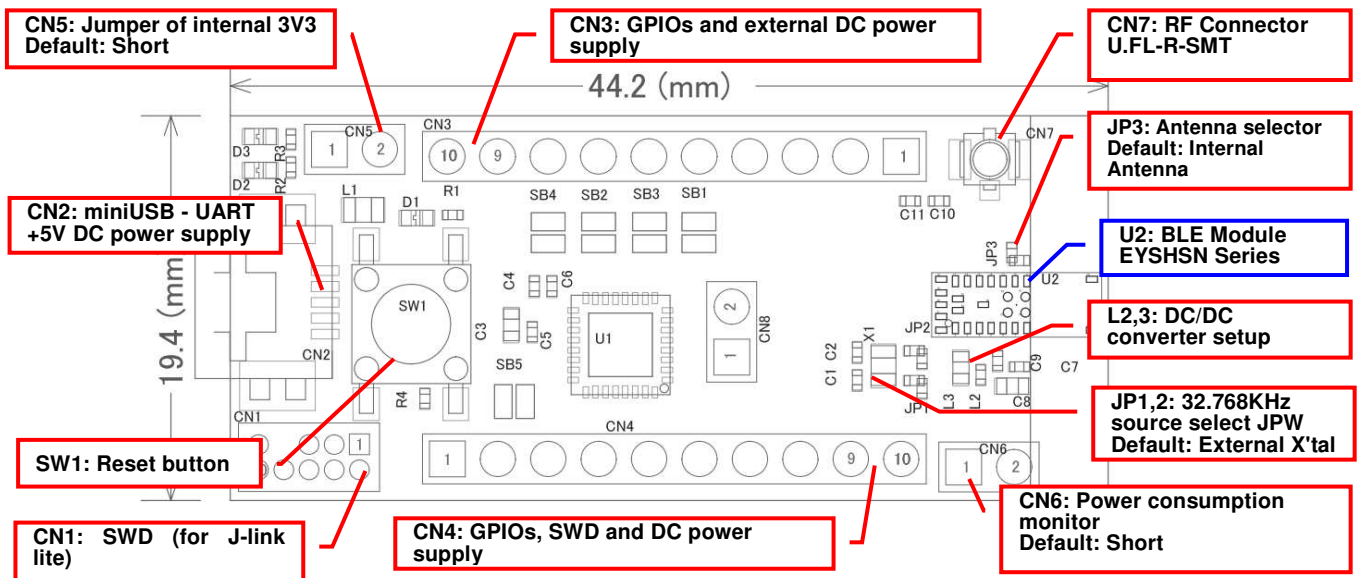 CN5: Jumper of internal 3V3
Default: Short
CN3: GPIOs and external DC power
supply
CN7: RF Connector
U.FL-R-SMT
44.2 (mm)
CN5
CN3
CN7
D3
R3
1
2
10
9
1
JP3: Antenna selector
Default: Internal
Antenna
D2
R2
L1
D1
R1
SB4
SB2
SB3
SB1
C11
C10
CN2: miniUSB - UART
+5V DC power supply
JP3
U2: BLE Module
EYSHSN Series
U2
19.4 (mm
SW1
C4
C6
C3
C5
U1
2
1
CN8
X1
JP2
L2,3: DC/DC
converter setup
CN2
SB5
C2
C1
C9
C7
R4
JP1
L3
L2
C8
JP1,2: 32.768KHz
source select JPW
Default: External X'tal
CN1
1
CN4
1
9
10
CN6
1
2
SW1: Reset button
CN1: SWD (for J-link
lite)
CN4: GPIOs, SWD and DC power
supply
CN6: Power consumption
monitor
Default: Short